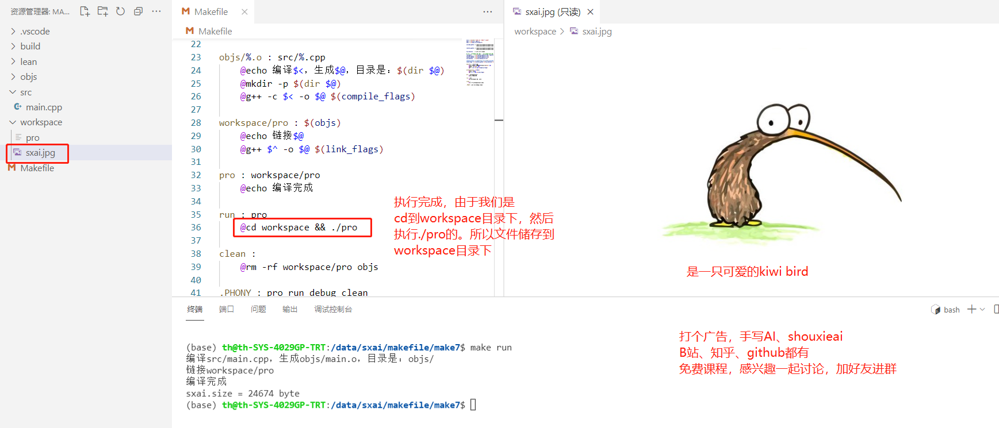 资源管理器: MA...
.vscode
build
lean
objs
src
main.cpp
workspace
pro
sxai.jpg
Makefile
Makefile
Makefile
22
23 objs/%.o : src/%.cpp
24 @echo 编译$<，生成$@，目录是：$(dir $@)
25 @mkdir -p $(dir $@)
26 @g++ -c $< -o $@ $(compile_flags)
27
28 workspace/pro : $(objs)
29 @echo 链接$@
30 @g++ $^ -o $@ $(link_flags)
31
32 pro : workspace/pro
33 @echo 编译完成
34
35 run : pro
36 @cd workspace && ./pro
37
38 clean :
39 @rm -rf workspace/pro objs
40
41 .PHONY : pro run debug clean
执行完成，由于我们是
cd到workspace目录下，然后
执行./pro的。所以文件储存到
workspace目录下
sxai.jpg (只读)
workspace > sxai.jpg
是一只可爱的kiwi bird
终端 端口 问题 输出 调试控制台
bash
(base) th@th-SYS-4029GP-TRT:/data/sxai/makefile/make7$ make run
编译src/main.cpp，生成objs/main.o，目录是：objs/
链接workspace/pro
编译完成
sxai.size = 24674 byte
(base) th@th-SYS-4029GP-TRT:/data/sxai/makefile/make7$
打个广告，手写AI、shouxieai
B站、知乎、github都有
免费课程，感兴趣一起讨论，加好友进群